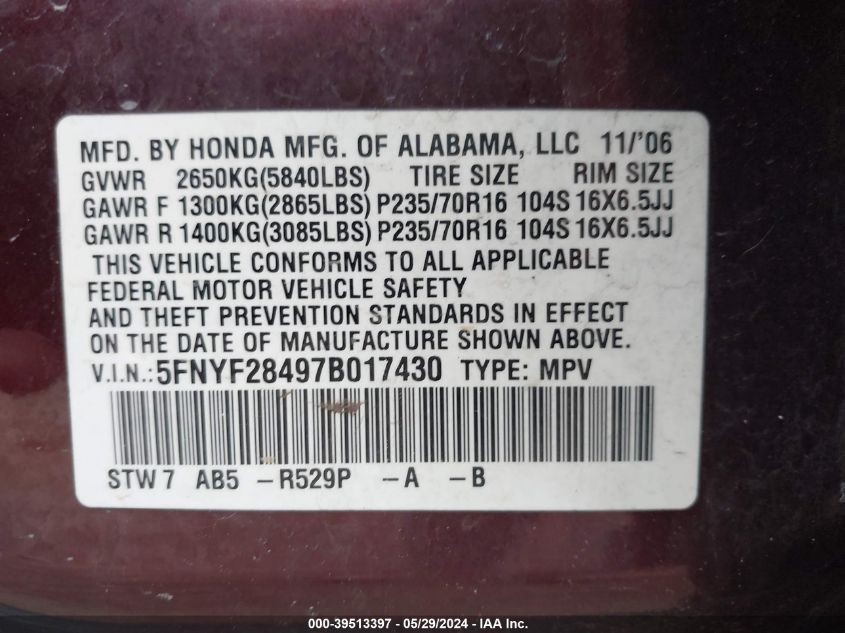 MFD. BY HONDA MFG. OF ALABAMA, LLC 11/'06
GVWR 2650KG(5840LBS) TIRE SIZE RIM SIZE
GAWR F 1300KG(2865LBS) P235/70R16 104S 16X6.5JJ
GAWR R 1400KG(3085LBS) P235/70R16 104S 16X6.5JJ
THIS VEHICLE CONFORMS TO ALL APPLICABLE
FEDERAL MOTOR VEHICLE SAFETY
AND THEFT PREVENTION STANDARDS IN EFFECT
ON THE DATE OF MANUFACTURE SHOWN ABOVE.
V.I.N.: 5FNYF28497B017430 TYPE: MPV
STW7 AB5 -R529P -A -B
000-39513397 - 05/29/2024 - IAA Inc.